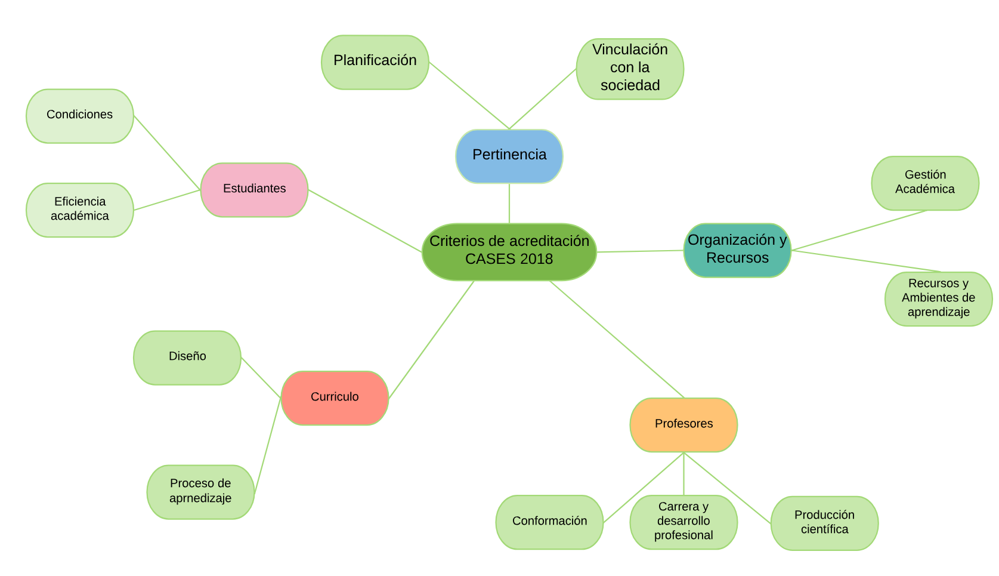 Planificación
Vinculación
con la
sociedad
Condiciones
Pertinencia
Estudiantes
Eficiencia
académica
Gestión
Académica
Criterios de acreditación
CASES 2018
Organización y
Recursos
Recursos y
Ambientes de
aprendizaje
Diseño
Curriculo
Profesores
Proceso de
aprnedizaje
Conformación
Carrera y
desarrollo
profesional
Producción
científica